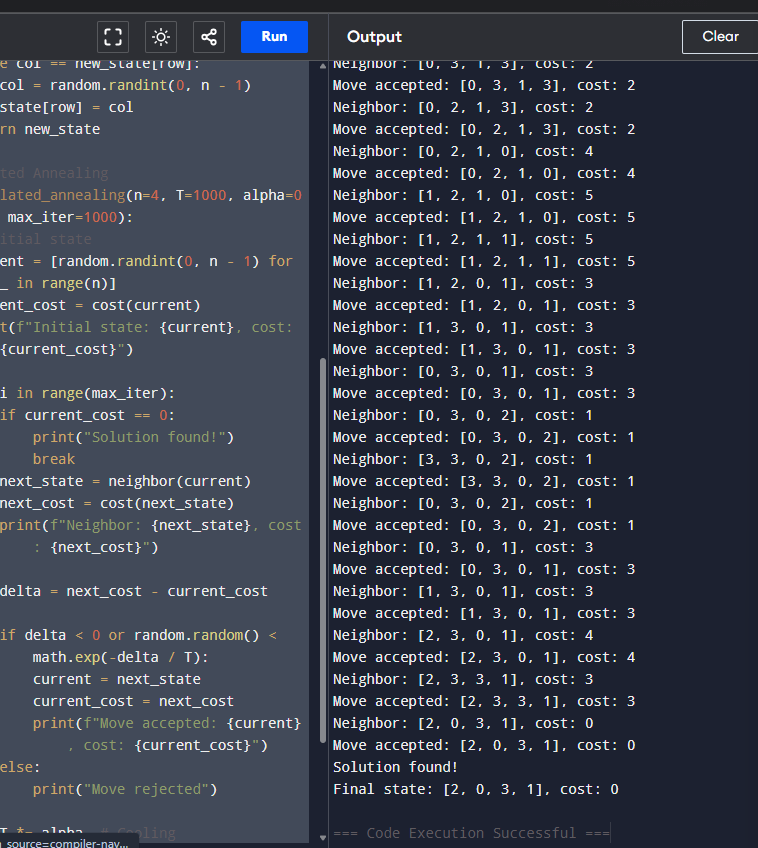 Run
e col == new_state[row]:
col = random.randint(0, n - 1)
state[row] = col
rn new_state
ted Annealing
lated_annealing(n=4, T=1000, alpha=0
max_iter=1000):
itial state
ent = [random.randint(0, n - 1) for
_ in range(n)]
ent_cost = cost(current)
t(f"Initial state: {current}, cost:
{current_cost}")
i in range(max_iter):
if current_cost == 0:
print("Solution found!")
break
next_state = neighbor(current)
next_cost = cost(next_state)
print(f"Neighbor: {next_state}, cost
: {next_cost}")
delta = next_cost - current_cost
if delta < 0 or random.random() <
math.exp(-delta / T):
current = next_state
current_cost = next_cost
print(f"Move accepted: {current}
, cost: {current_cost}")
else:
print("Move rejected")
T *= alpha  # Cooling
source=compiler-nav...
Output
Clear
Neighbor: [0, 3, 1, 3], cost: 2
Move accepted: [0, 3, 1, 3], cost: 2
Neighbor: [0, 2, 1, 3], cost: 2
Move accepted: [0, 2, 1, 3], cost: 2
Neighbor: [0, 2, 1, 0], cost: 4
Move accepted: [0, 2, 1, 0], cost: 4
Neighbor: [1, 2, 1, 0], cost: 5
Move accepted: [1, 2, 1, 0], cost: 5
Neighbor: [1, 2, 1, 1], cost: 5
Move accepted: [1, 2, 1, 1], cost: 5
Neighbor: [1, 2, 0, 1], cost: 3
Move accepted: [1, 2, 0, 1], cost: 3
Neighbor: [1, 3, 0, 1], cost: 3
Move accepted: [1, 3, 0, 1], cost: 3
Neighbor: [0, 3, 0, 1], cost: 3
Move accepted: [0, 3, 0, 1], cost: 3
Neighbor: [0, 3, 0, 2], cost: 1
Move accepted: [0, 3, 0, 2], cost: 1
Neighbor: [3, 3, 0, 2], cost: 1
Move accepted: [3, 3, 0, 2], cost: 1
Neighbor: [0, 3, 0, 2], cost: 1
Move accepted: [0, 3, 0, 2], cost: 1
Neighbor: [0, 3, 0, 1], cost: 3
Move accepted: [0, 3, 0, 1], cost: 3
Neighbor: [1, 3, 0, 1], cost: 3
Move accepted: [1, 3, 0, 1], cost: 3
Neighbor: [2, 3, 0, 1], cost: 4
Move accepted: [2, 3, 0, 1], cost: 4
Neighbor: [2, 3, 3, 1], cost: 3
Move accepted: [2, 3, 3, 1], cost: 3
Neighbor: [2, 0, 3, 1], cost: 0
Move accepted: [2, 0, 3, 1], cost: 0
Solution found!
Final state: [2, 0, 3, 1], cost: 0
=== Code Execution Successful ===